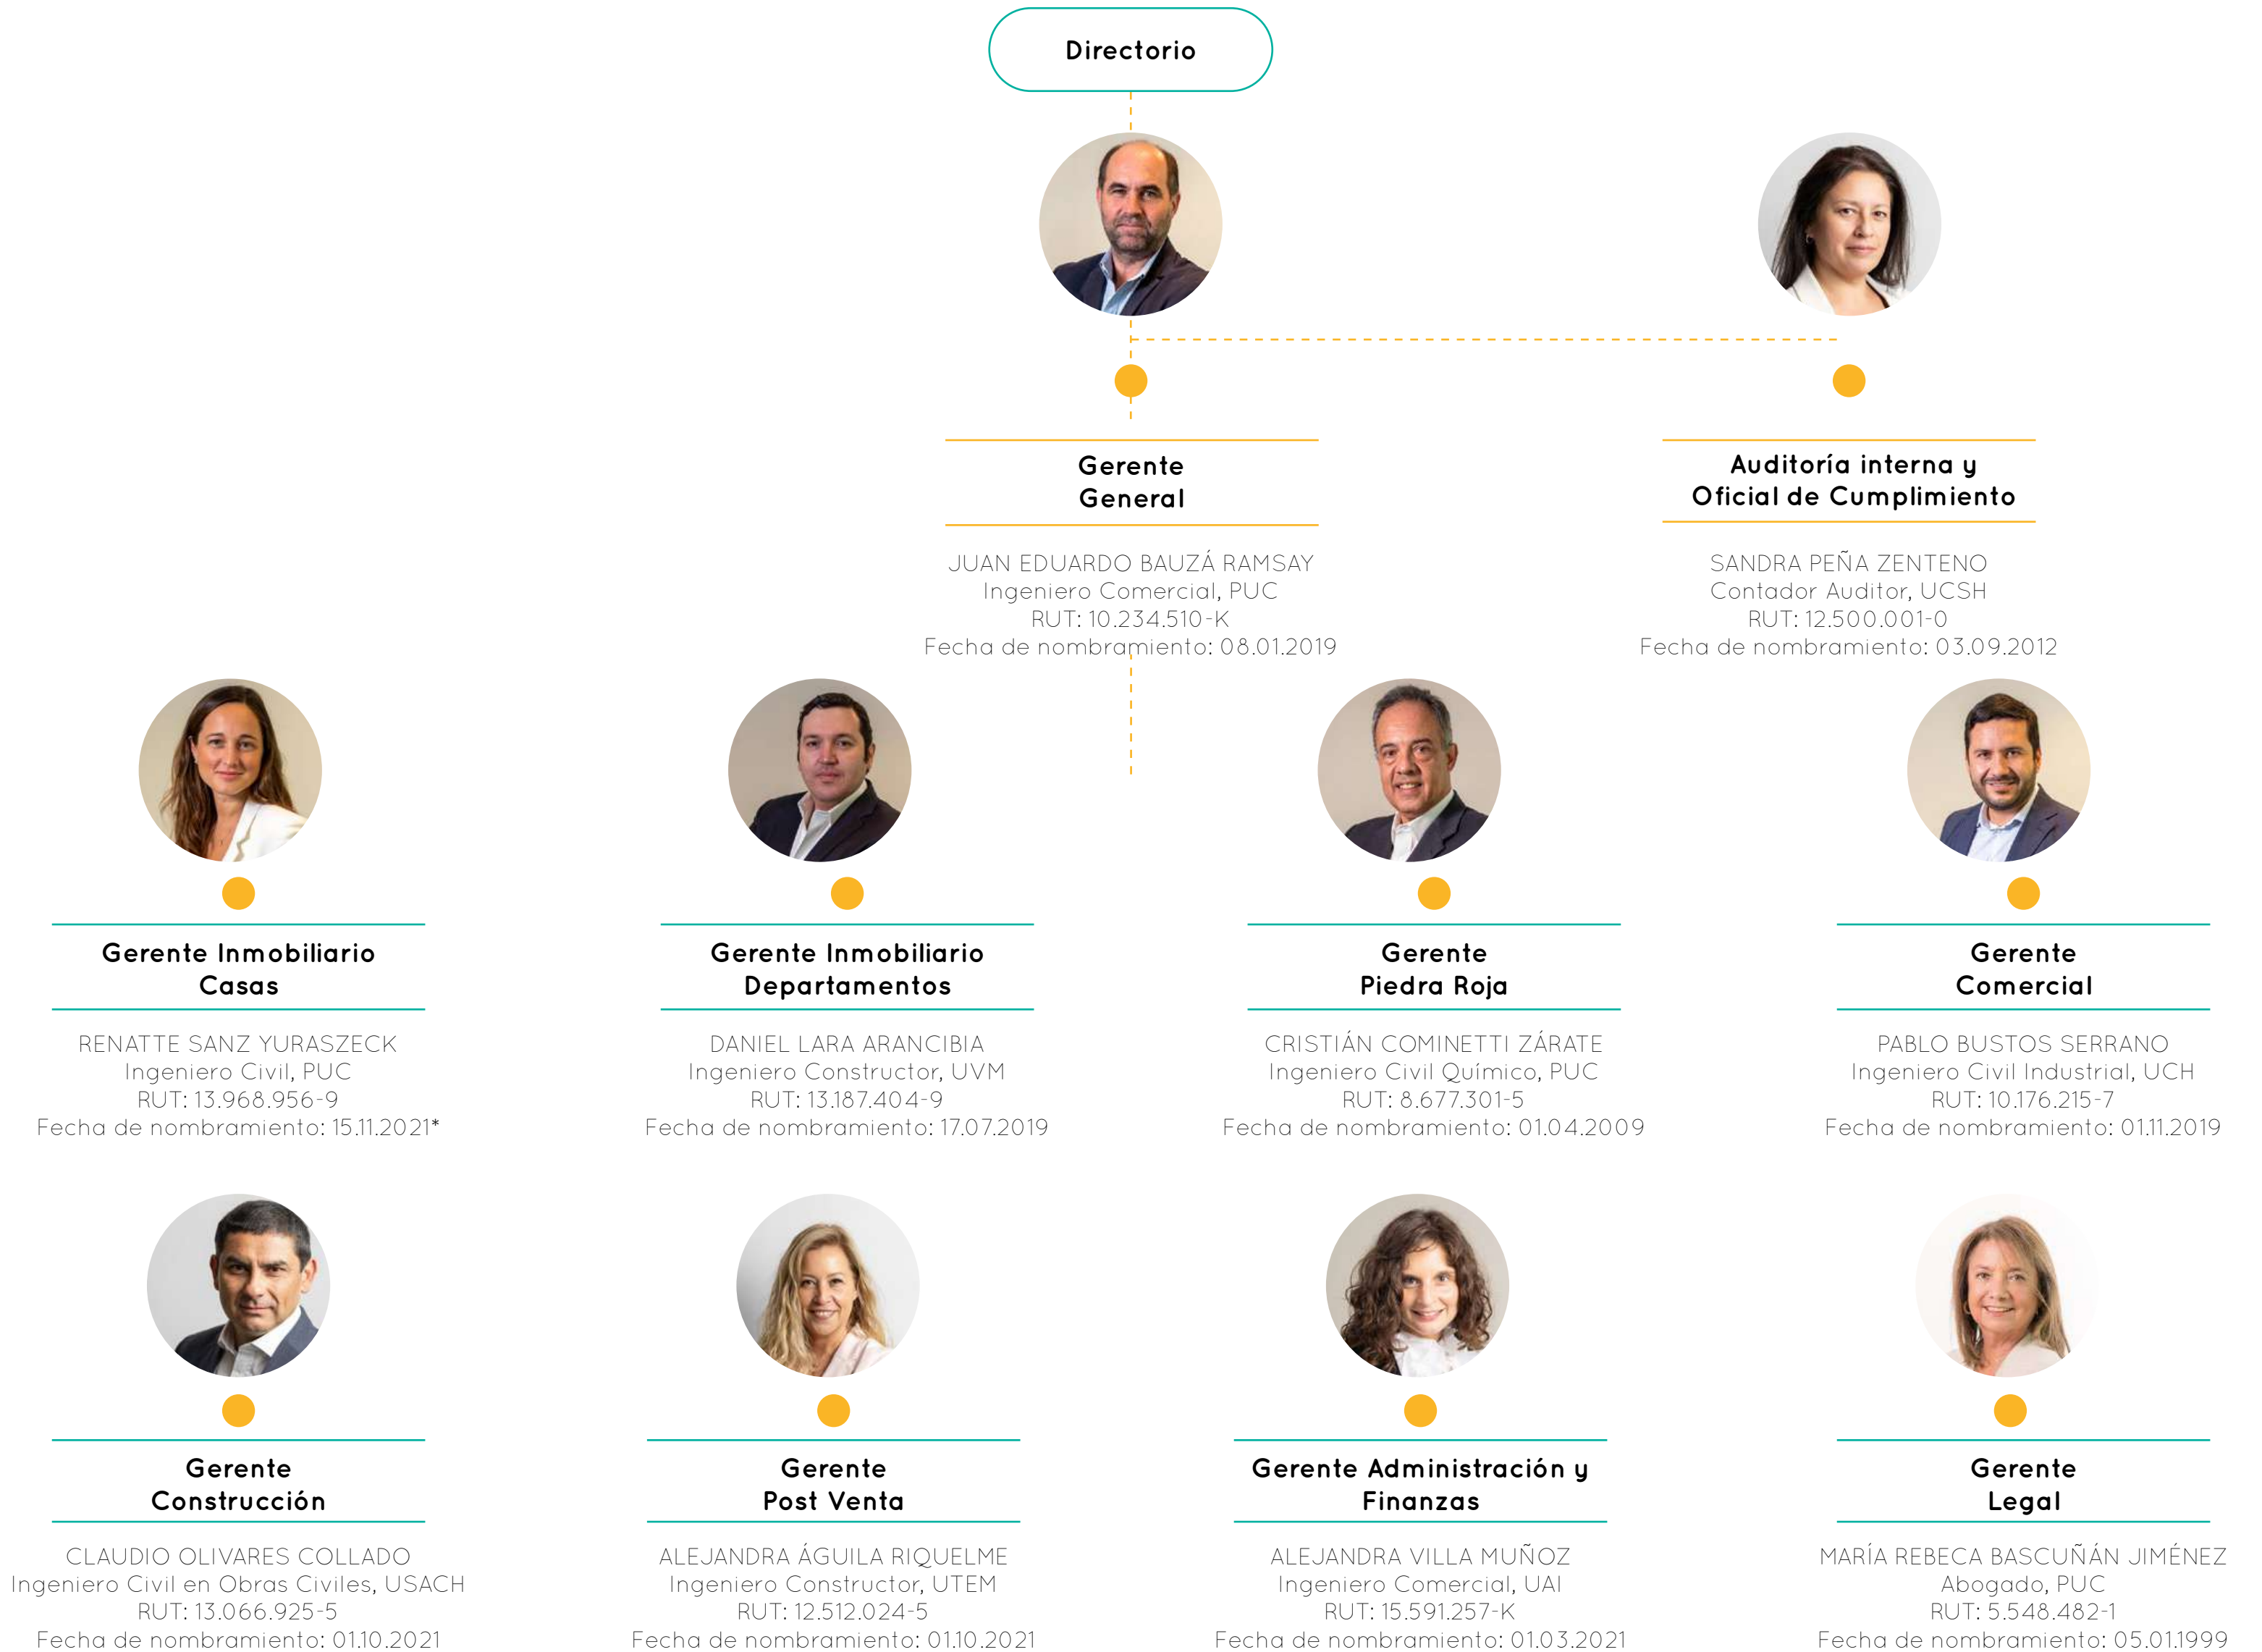 Directorio
Gerente
General
JUAN EDUARDO BAUZÁ RAMSAY
Ingeniero Comercial, PUC
RUT: 10.234.510-K
Fecha de nombramiento: 08.01.2019
Auditoría interna y
Oficial de Cumplimiento
SANDRA PEÑA ZENTENO
Contador Auditor, UCSH
RUT: 12.500.001-0
Fecha de nombramiento: 03.09.2012
Gerente Inmobiliario
Casas
RENATTE SANZ YURASZECK
Ingeniero Civil, PUC
RUT: 13.968.956-9
Fecha de nombramiento: 15.11.2021*
Gerente Inmobiliario
Departamentos
DANIEL LARA ARANCIBIA
Ingeniero Constructor, UVM
RUT: 13.187.404-9
Fecha de nombramiento: 17.07.2019
Gerente
Piedra Roja
CRISTIÁN COMINETTI ZÁRATE
Ingeniero Civil Químico, PUC
RUT: 8.677.301-5
Fecha de nombramiento: 01.04.2009
Gerente
Comercial
PABLO BUSTOS SERRANO
Ingeniero Civil Industrial, UCH
RUT: 10.176.215-7
Fecha de nombramiento: 01.11.2019
Gerente
Construcción
CLAUDIO OLIVARES COLLADO
Ingeniero Civil en Obras Civiles, USACH
RUT: 13.066.925-5
Fecha de nombramiento: 01.10.2021
Gerente
Post Venta
ALEJANDRA ÁGUILA RIQUELME
Ingeniero Constructor, UTEM
RUT: 12.512.024-5
Fecha de nombramiento: 01.10.2021
Gerente Administración y
Finanzas
ALEJANDRA VILLA MUÑOZ
Ingeniero Comercial, UAI
RUT: 15.591.257-K
Fecha de nombramiento: 01.03.2021
Gerente
Legal
MARÍA REBECA BASCUÑÁN JIMÉNEZ
Abogado, PUC
RUT: 5.548.482-1
Fecha de nombramiento: 05.01.1999